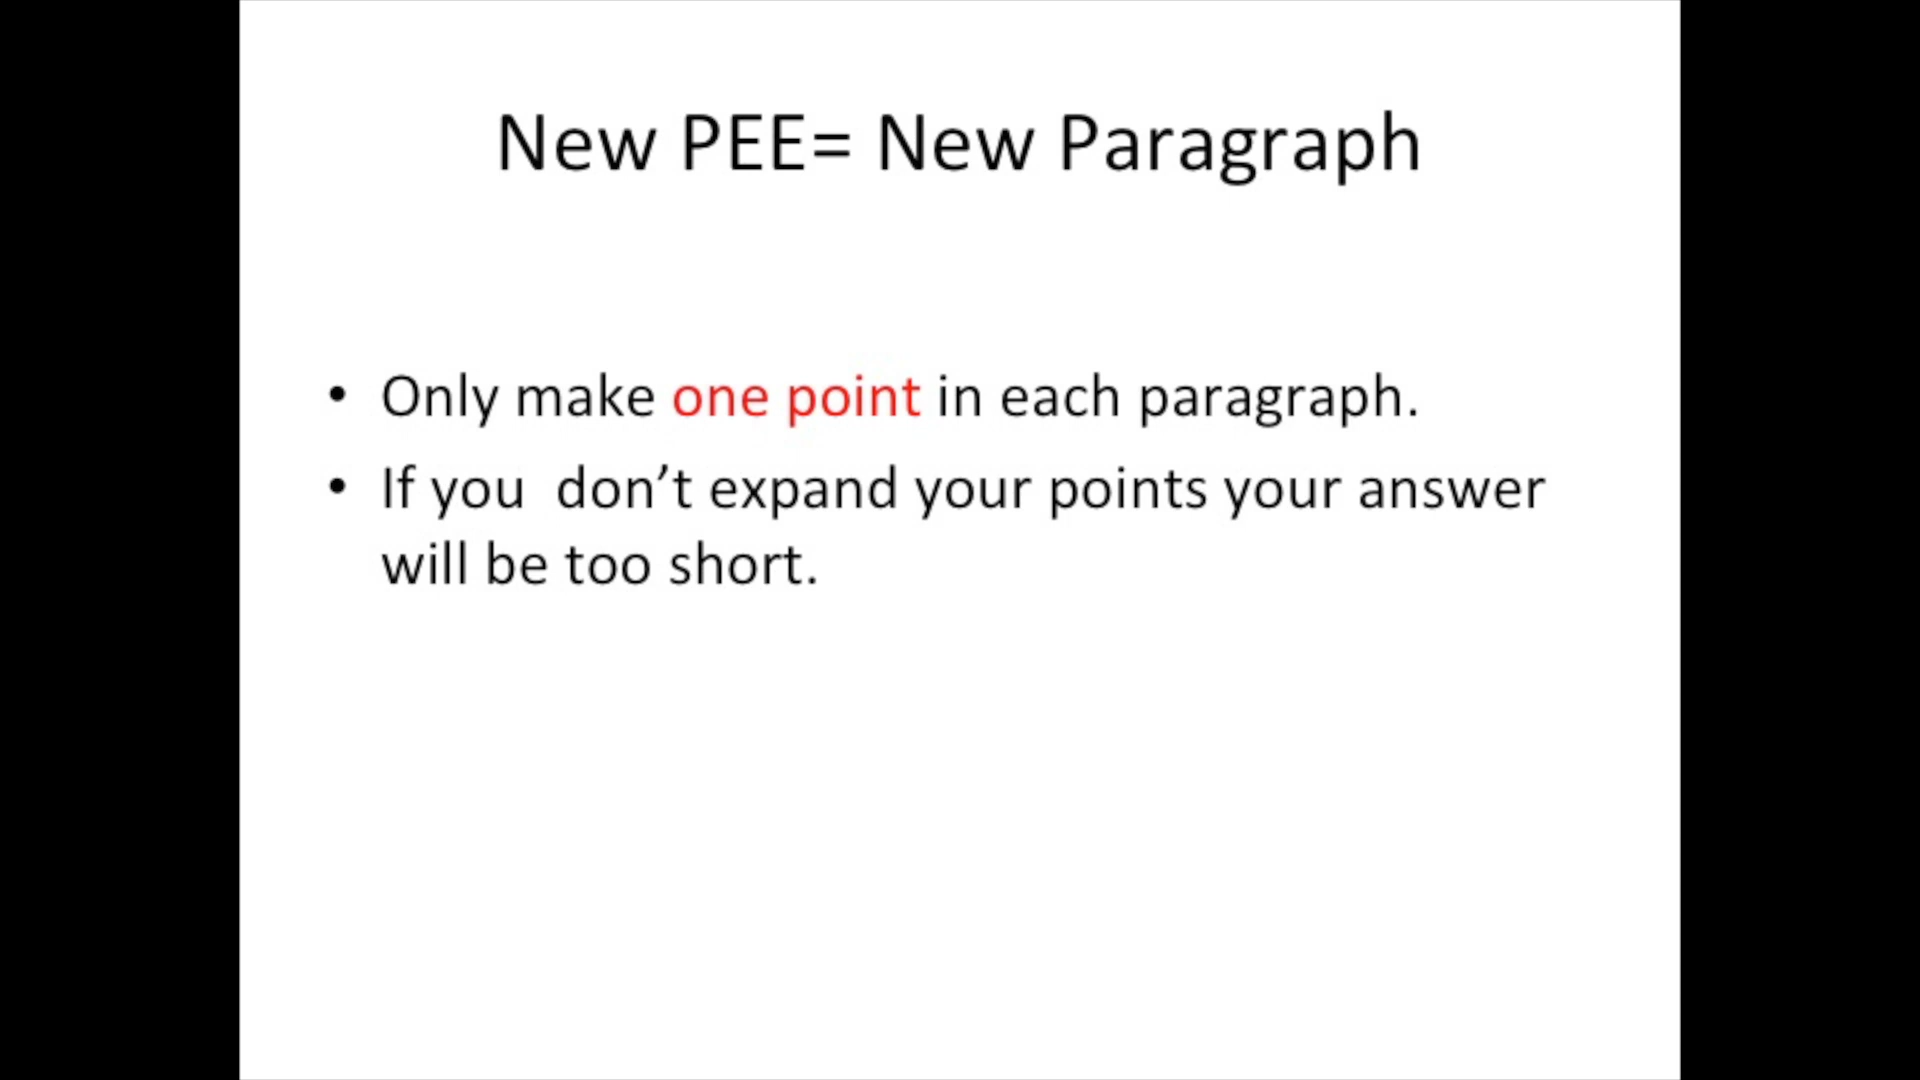 New PEE= New Paragraph
• Only make one point in each paragraph.
• If you  don’t expand your points your answer
will be too short.